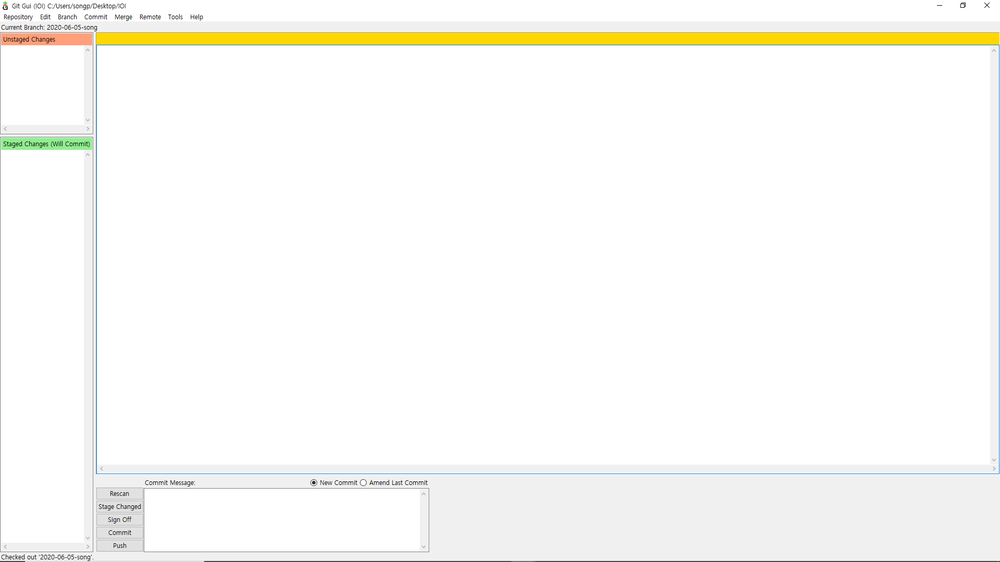 Git Gui (IOI) C:/Users/songp/Desktop/IOI
Repository Edit Branch Commit Merge Remote Tools Help
Current Branch: 2020-06-05-song
Unstaged Changes
Staged Changes (Will Commit)
Commit Message: New Commit Amend Last Commit
Rescan
Stage Changed
Sign Off
Commit
Push
Checked out '2020-06-05-song'.